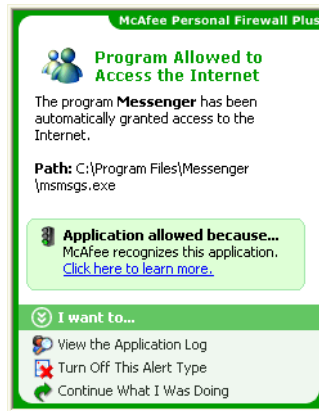 McAfee Personal Firewall Plus
Program Allowed to
Access the Internet
The program Messenger has been
automatically granted access to the
Internet.
Path: C:\Program Files\Messenger
\msmsgs.exe
Application allowed because...
McAfee recognizes this application.
Click here to learn more.
I want to...
View the Application Log
Turn Off This Alert Type
Continue What I Was Doing